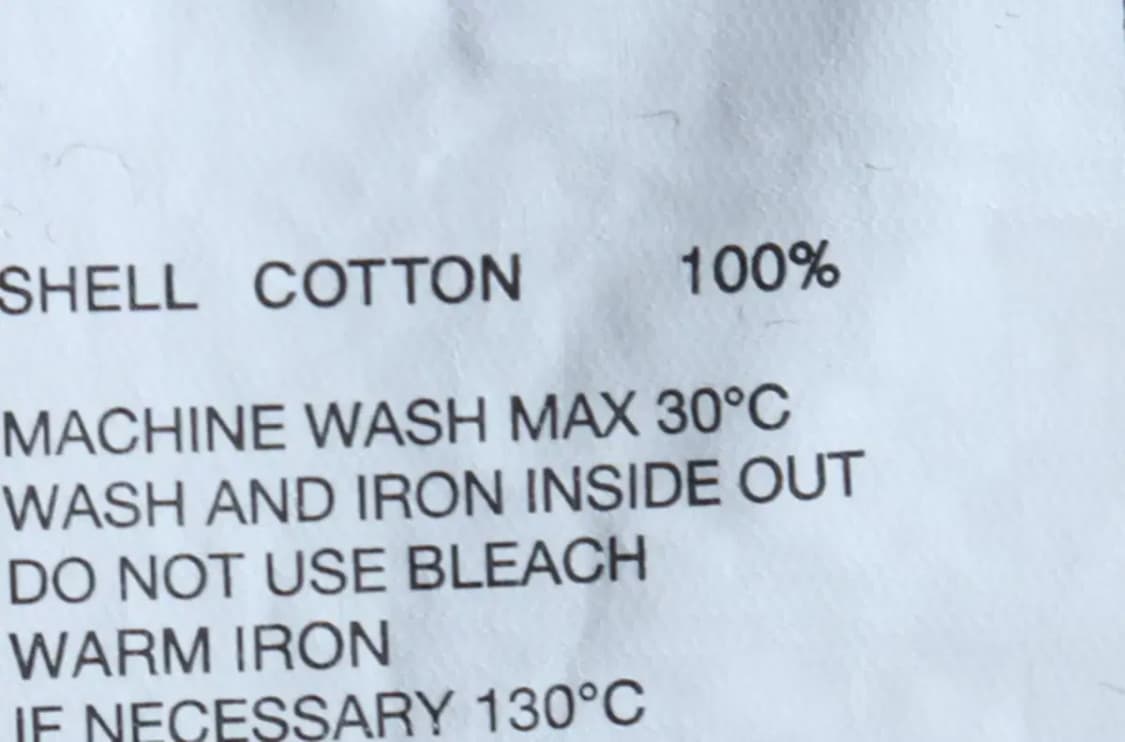 SHELL COTTON 100%
MACHINE WASH MAX 30°C
WASH AND IRON INSIDE OUT
DO NOT USE BLEACH
WARM IRON
IF NECESSARY 130°C